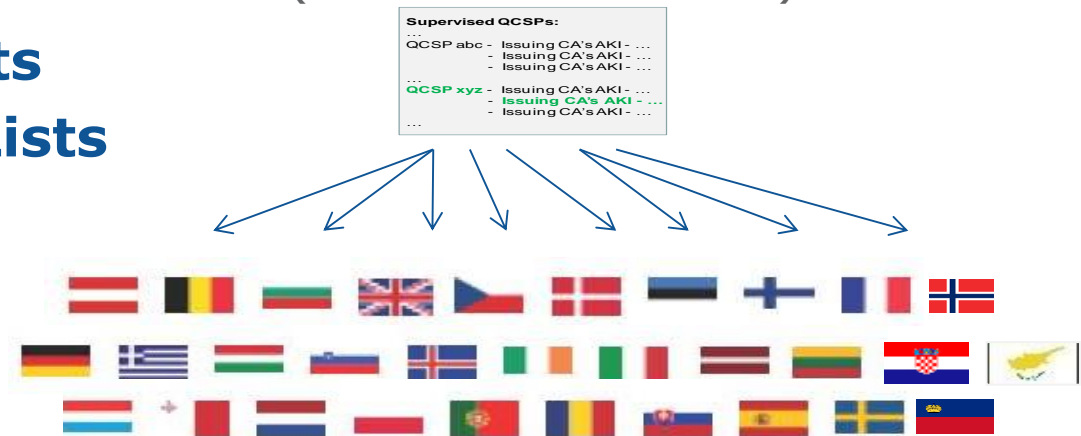 Supervised QCSPs:
...
QCSP abc - Issuing CA's AKI - ...
- Issuing CA's AKI - ...
- Issuing CA's AKI - ...
...
QCSP xyz - Issuing CA's AKI - ...
- Issuing CA's AKI - ...
- Issuing CA's AKI - ...
...
ts
ists